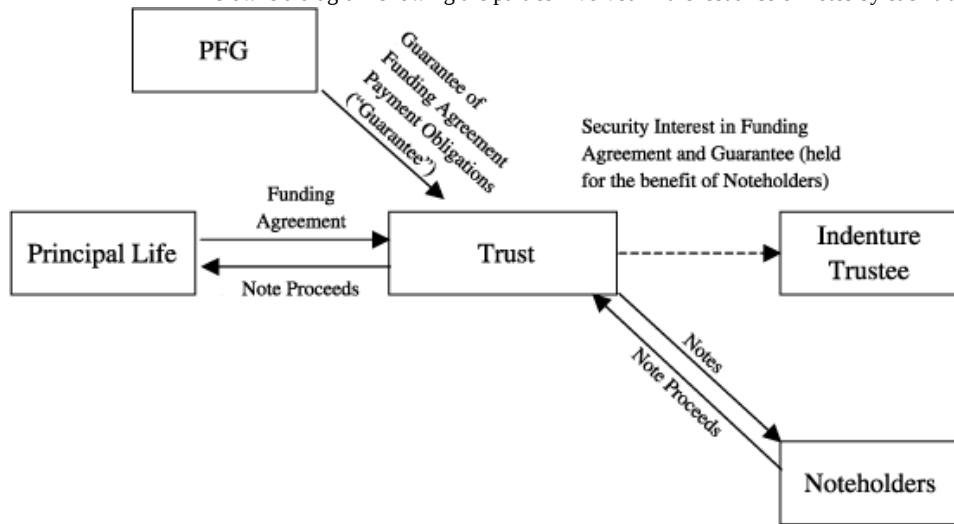 PFG
Guarantee of
Funding Agreement
Payment Obligations
(“Guarantee”)
Security Interest in Funding
Agreement and Guarantee (held
for the benefit of Noteholders)
Funding
Agreement
Principal Life
Trust
Indenture
Trustee
Note Proceeds
Notes
Note Proceeds
Noteholders